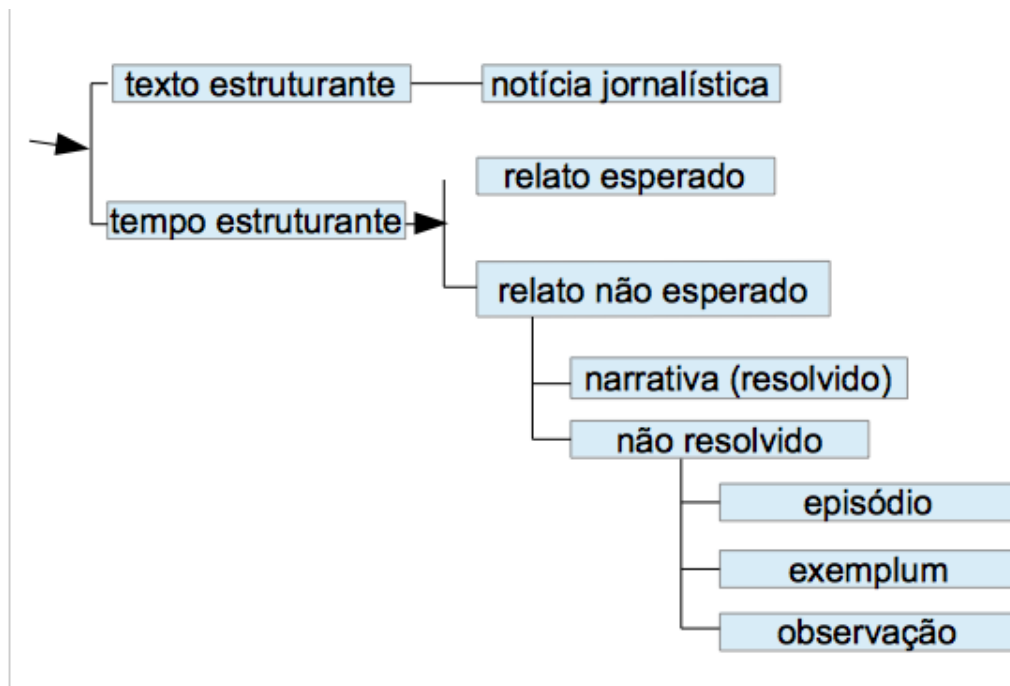 texto estruturante
notícia jornalística
relato esperado
tempo estruturante
relato não esperado
narrativa (resolvido)
não resolvido
episódio
exemplum
observação